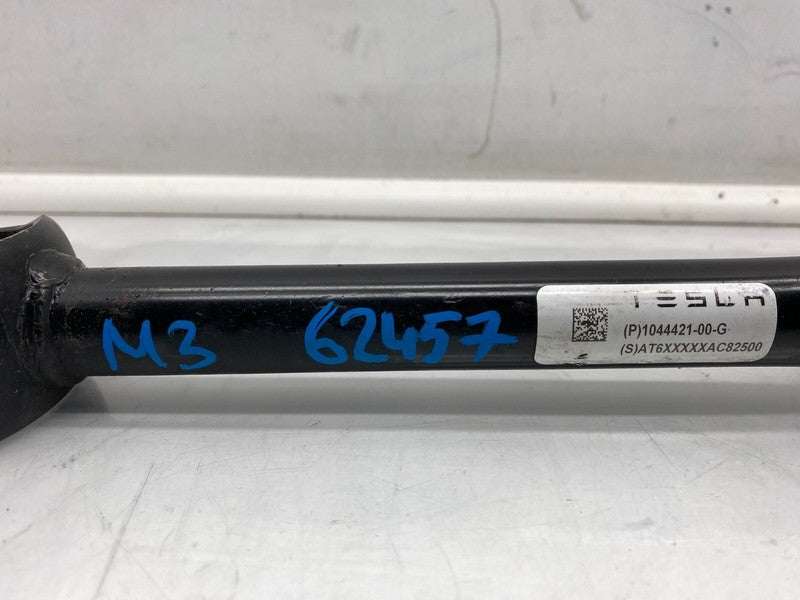 M3 62457
TESLA
(P)1044421-00-G
(S)AT6XXXXXAC82500